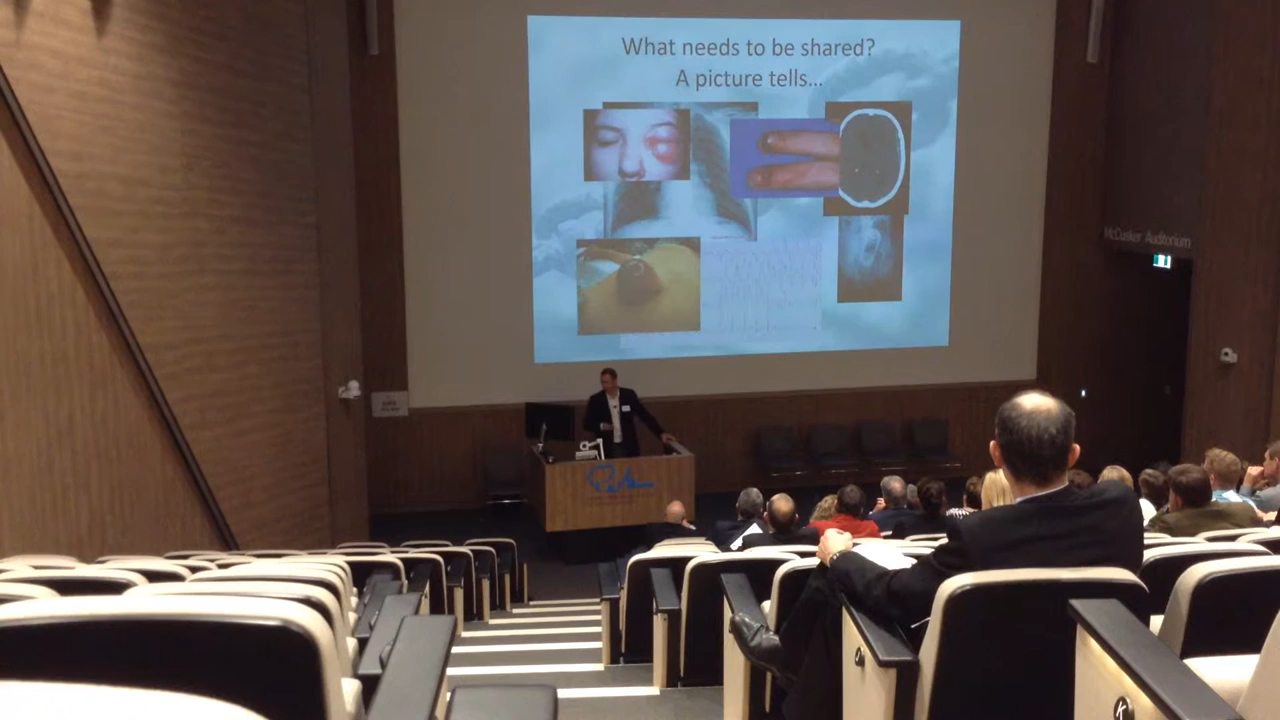 What needs to be shared?
A picture tells...
McCusker Auditorium
K